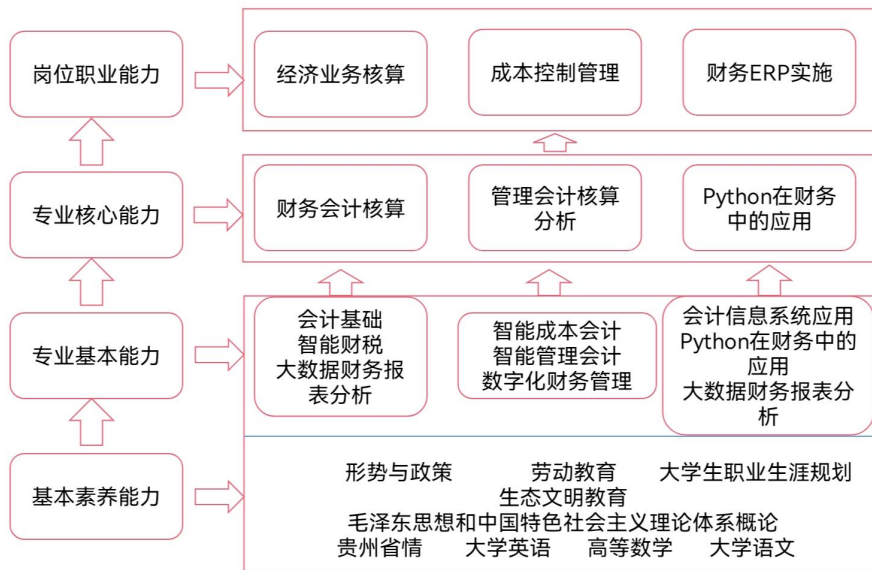 岗位职业能力
经济业务核算
成本控制管理
财务ERP实施
专业核心能力
财务会计核算
管理会计核算
分析
Python在财务
中的应用
专业基本能力
会计基础
智能财税
大数据财务报
表分析
智能成本会计
智能管理会计
数字化财务管理
会计信息系统应用
Python在财务中的
应用
大数据财务报表分
析
基本素养能力
形势与政策 劳动教育 大学生职业生涯规划
生态文明教育
毛泽东思想和中国特色社会主义理论体系概论
贵州省情 大学英语 高等数学 大学语文